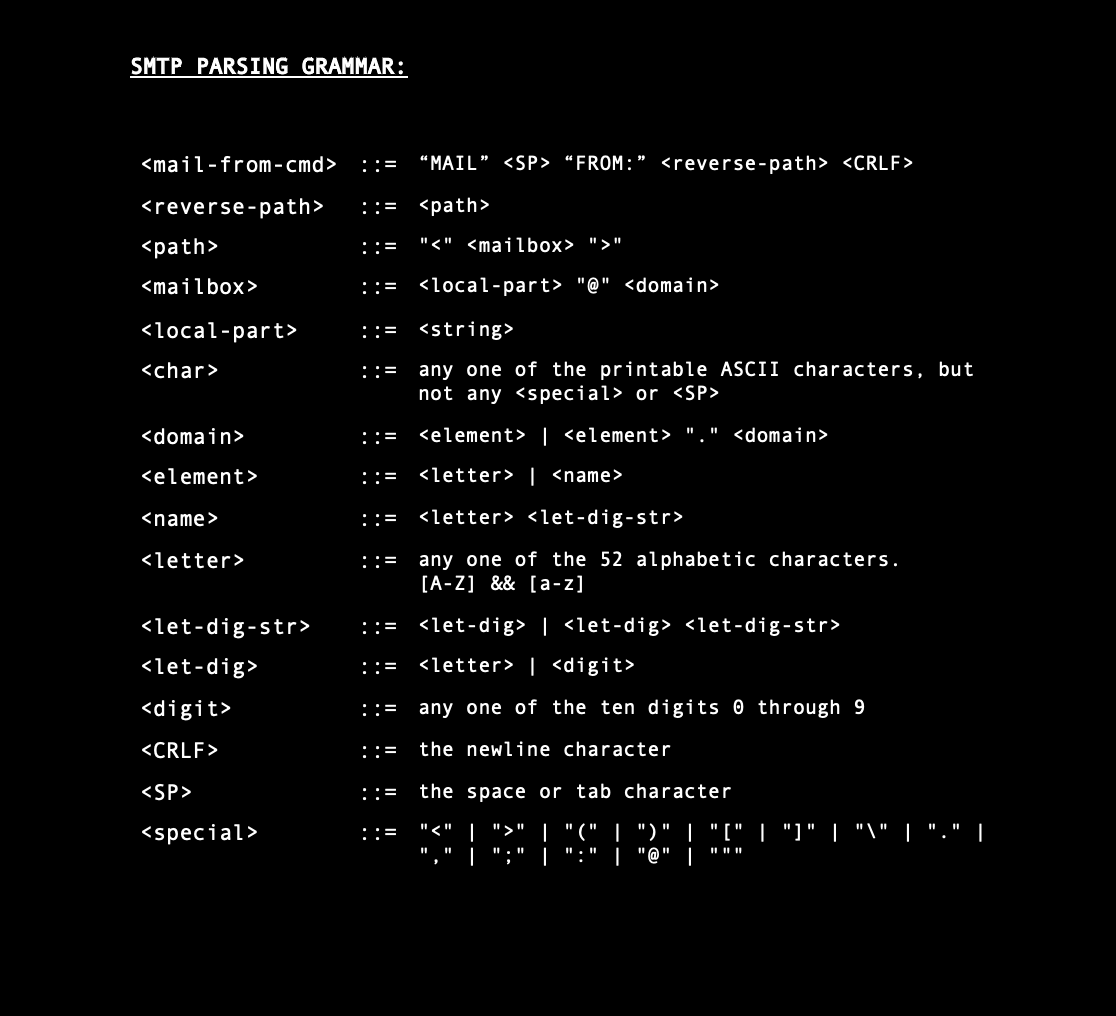 SMTP PARSING GRAMMAR:
<mail-from-cmd> ::= “MAIL” <SP> “FROM:” <reverse-path> <CRLF>
<reverse-path> ::= <path>
<path> ::= "<" <mailbox> ">"
<mailbox> ::= <local-part> "@" <domain>
<local-part> ::= <string>
<char> ::= any one of the printable ASCII characters, but
not any <special> or <SP>
<domain> ::= <element> | <element> "." <domain>
<element> ::= <letter> | <name>
<name> ::= <letter> <let-dig-str>
<letter> ::= any one of the 52 alphabetic characters.
[A-Z] && [a-z]
<let-dig-str> ::= <let-dig> | <let-dig> <let-dig-str>
<let-dig> ::= <letter> | <digit>
<digit> ::= any one of the ten digits 0 through 9
<CRLF> ::= the newline character
<SP> ::= the space or tab character
<special> ::= "<" | ">" | "(" | ")" | "[" | "]" | "\" | "." |
"," | ";" | ":" | "@" | """